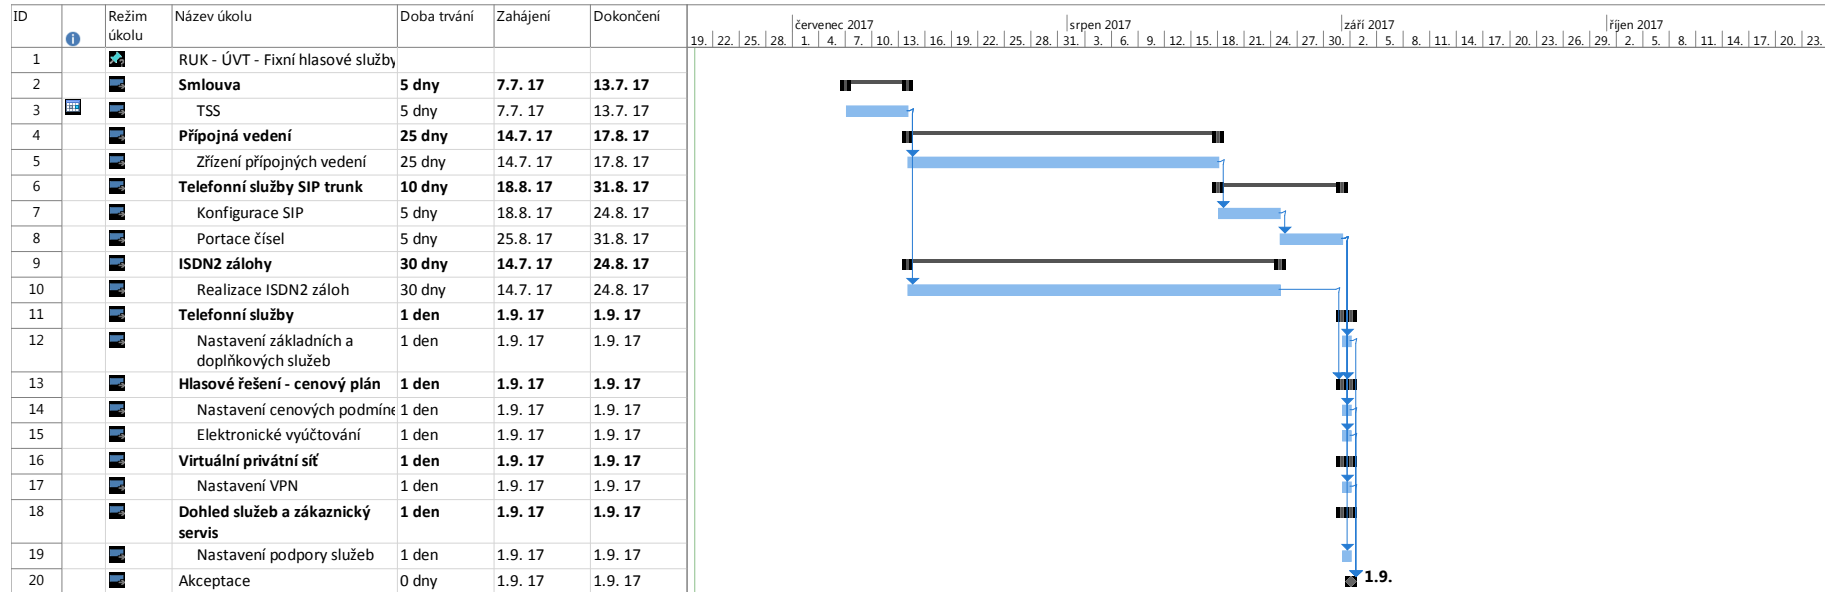 ID Režim úkolu Název úkolu Doba trvání Zahájení Dokončení
červenec 2017 srpen 2017 září 2017 říjen 2017
19. 22. 25. 28. 1. 4. 7. 10. 13. 16. 19. 22. 25. 28. 31. 3. 6. 9. 12. 15. 18. 21. 24. 27. 30. 2. 5. 8. 11. 14. 17. 20. 23. 26. 29. 2. 5. 8. 11. 14. 17. 20. 23.
1 RUK - ÚVT - Fixní hlasové služby
2 Smlouva 5 dny 7.7. 17 13.7. 17
3 TSS 5 dny 7.7. 17 13.7. 17
4 Přípojná vedení 25 dny 14.7. 17 17.8. 17
5 Zřízení přípojných vedení 25 dny 14.7. 17 17.8. 17
6 Telefonní služby SIP trunk 10 dny 18.8. 17 31.8. 17
7 Konfigurace SIP 5 dny 18.8. 17 24.8. 17
8 Portace čísel 5 dny 25.8. 17 31.8. 17
9 ISDN2 zálohy 30 dny 14.7. 17 24.8. 17
10 Realizace ISDN2 záloh 30 dny 14.7. 17 24.8. 17
11 Telefonní služby 1 den 1.9. 17 1.9. 17
12 Nastavení základních a 1 den 1.9. 17 1.9. 17
doplňkových služeb
13 Hlasové řešení - cenový plán 1 den 1.9. 17 1.9. 17
14 Nastavení cenových podmíne 1 den 1.9. 17 1.9. 17
15 Elektronické vyúčtování 1 den 1.9. 17 1.9. 17
16 Virtuální privátní síť 1 den 1.9. 17 1.9. 17
17 Nastavení VPN 1 den 1.9. 17 1.9. 17
18 Dohled služeb a zákaznický 1 den 1.9. 17 1.9. 17
servis
19 Nastavení podpory služeb 1 den 1.9. 17 1.9. 17
20 Akceptace 0 dny 1.9. 17 1.9. 17 1.9.